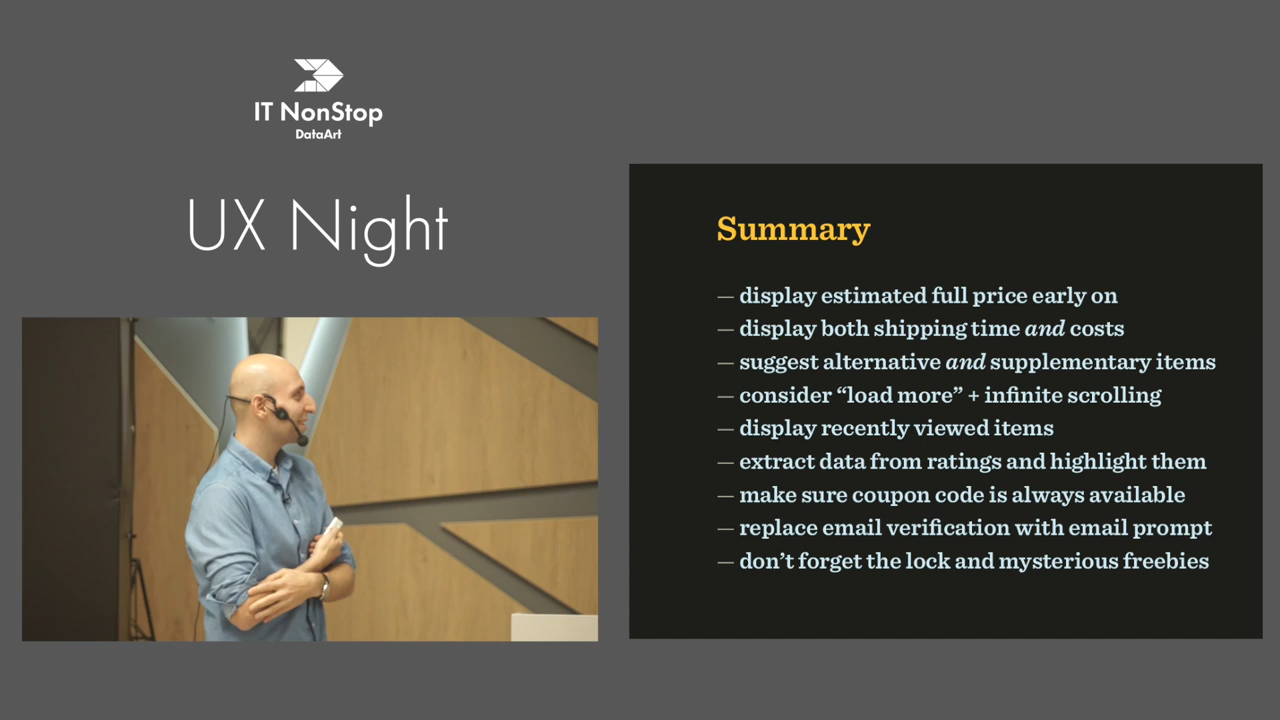 IT NonStop
DataArt
UX Night
Summary
— display estimated full price early on
— display both shipping time and costs
— suggest alternative and supplementary items
— consider “load more” + infinite scrolling
— display recently viewed items
— extract data from ratings and highlight them
— make sure coupon code is always available
— replace email verification with email prompt
— don’t forget the lock and mysterious freebies